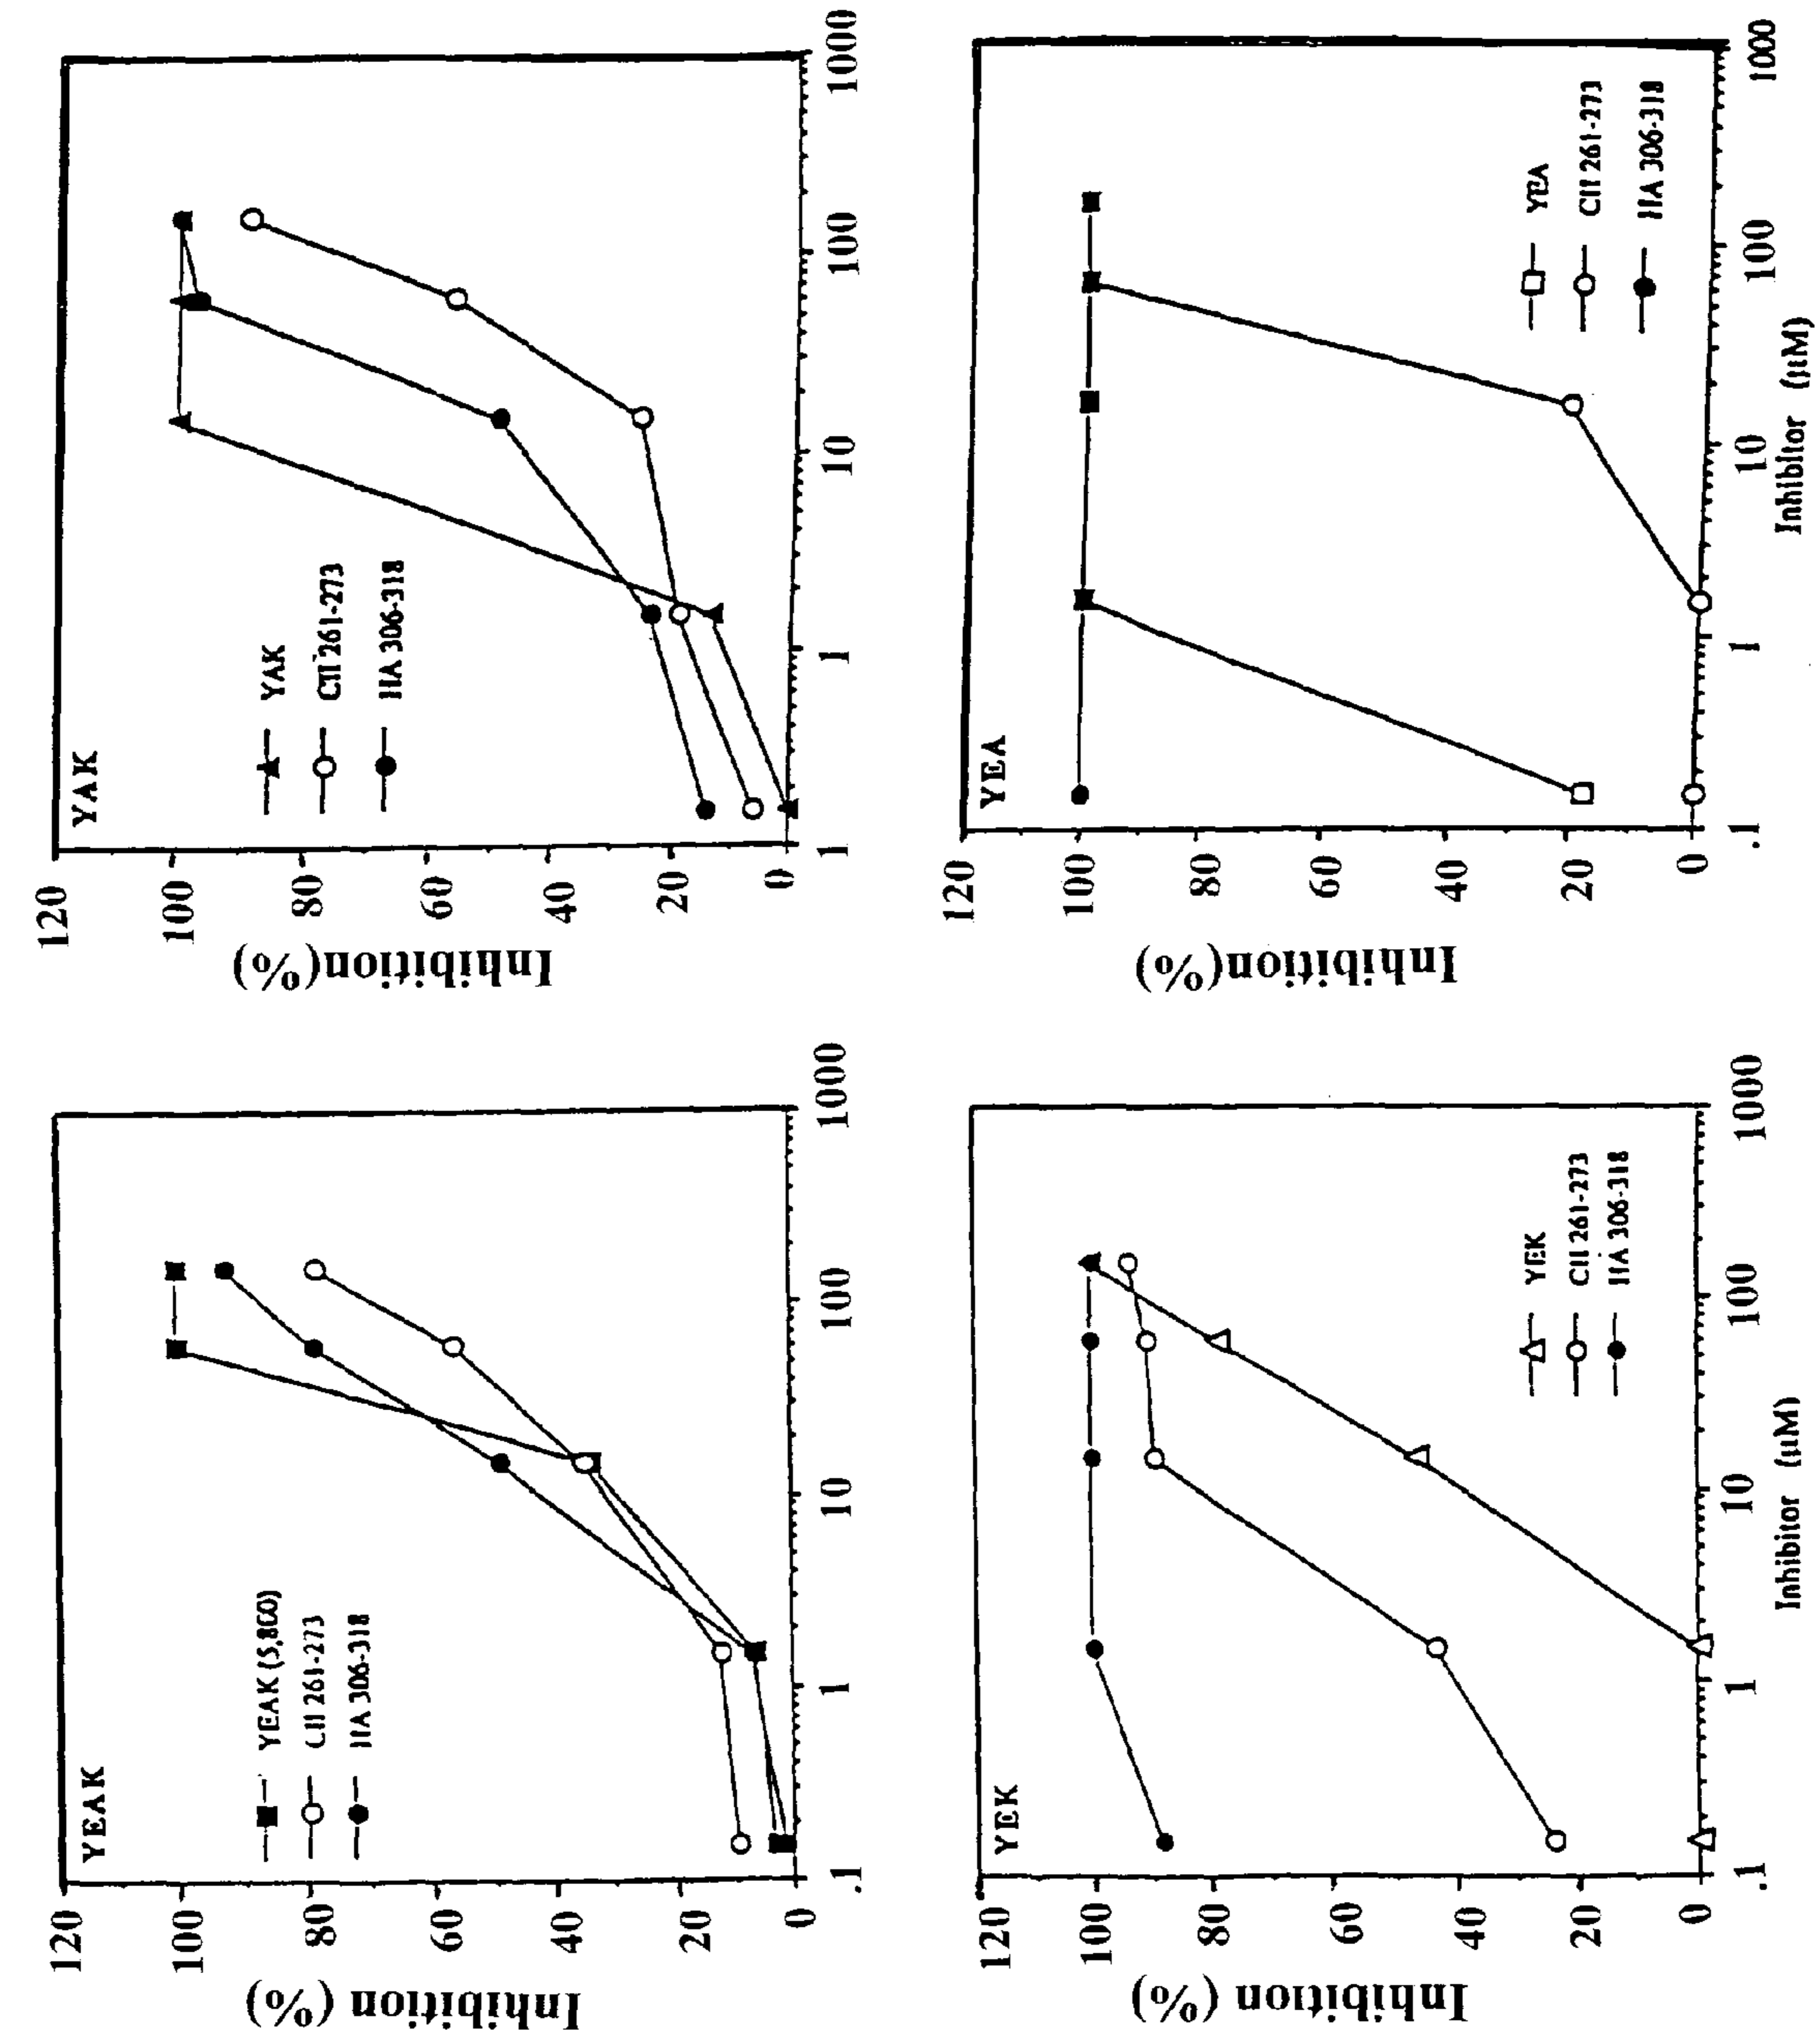 YEAK
YEAK (5,800)
CII 261-273
HA 306-318
Inhibition (%)
120
100
80
60
40
20
0
.1
1
10
100
1000
YAK
YAK
CII 261-273
HA 306-318
Inhibition(%)
120
100
80
60
40
20
0
1
1
10
100
1000
YEK
YEK
CII 261-273
HA 306-318
Inhibition (%)
120
100
80
60
40
20
0
.1
1
10
100
1000
Inhibitor (μM)
YEA
YEA
CII 261-273
HA 306-318
Inhibition(%)
120
100
80
60
40
20
0
.1
1
10
100
1000
Inhibitor (μM)